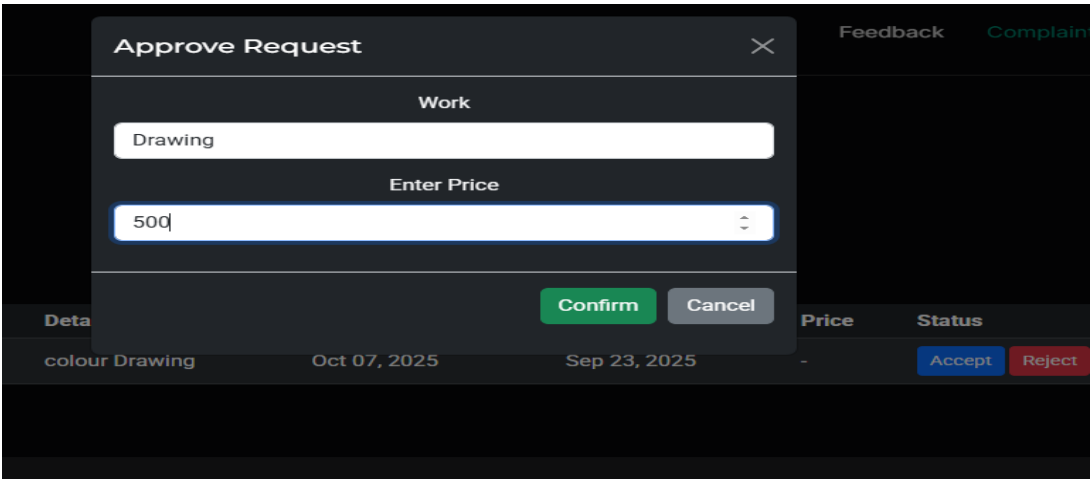 Feedback Complain
Approve Request
Work
Drawing
Enter Price
500
Confirm Cancel
Deta Price Status
colour Drawing Oct 07, 2025 Sep 23, 2025 - Accept Reject